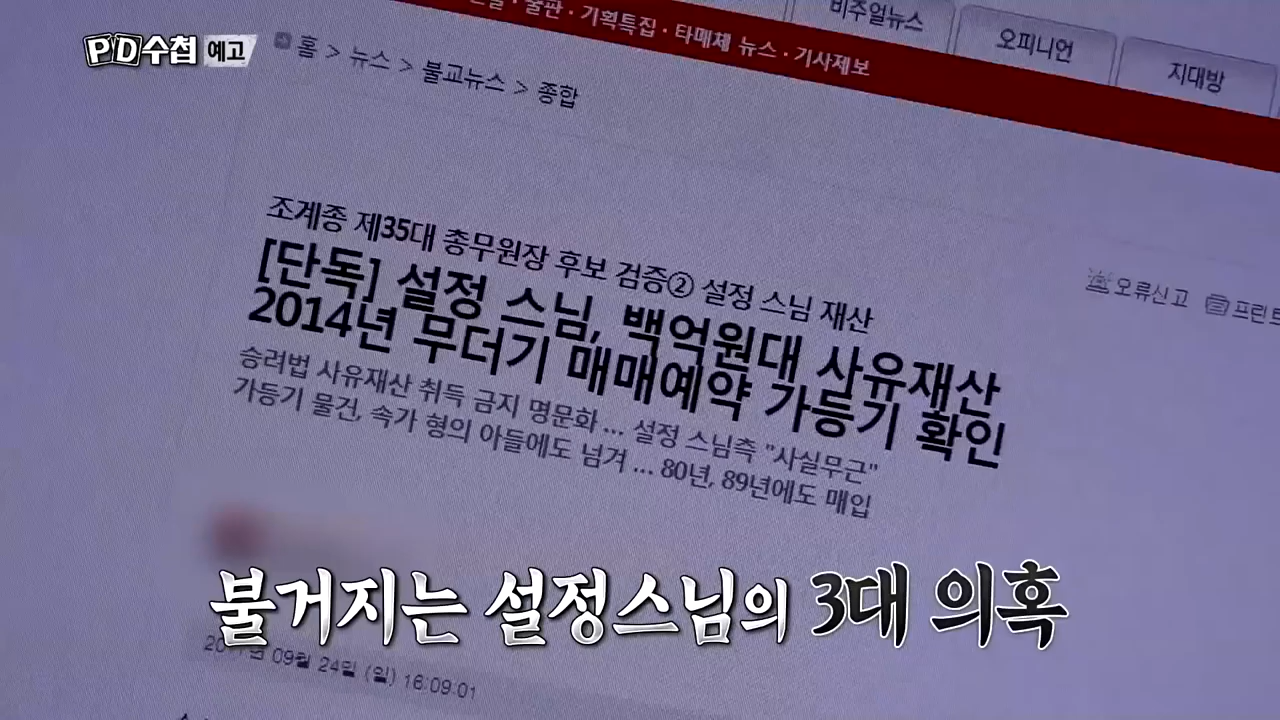 PD수첩 예고
출판 · 기획특집 · 타매체 뉴스 · 기사제보
비주얼뉴스
오피니언
지대방
홈 > 뉴스 > 불교뉴스 > 종합
조계종 제35대 총무원장 후보 검증② 설정 스님 재산
[단독] 설정 스님, 백억원대 사유재산
2014년 무더기 매매예약 가등기 확인
오류신고
승려법 사유재산 취득 금지 명문화 ... 설정 스님측 "사실무근"
가등기 물건, 속가 형의 아들에도 넘겨 ... 80년, 89년에도 매입
불거지는 설정스님의 3대 의혹
09월 24일 (일) 16:09:01